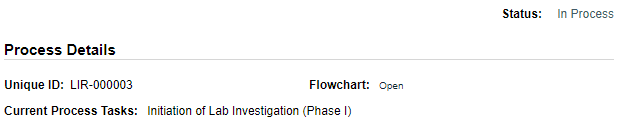 Status: In Process
Process Details
Unique ID: LIR-000003 Flowchart: Open
Current Process Tasks: Initiation of Lab Investigation (Phase I)